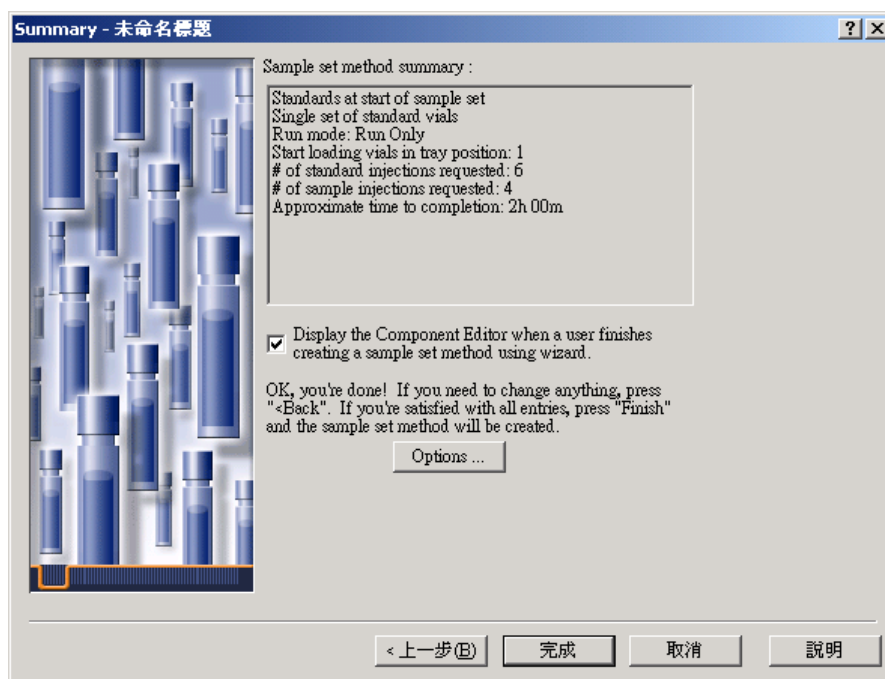 Summary - 未命名標題
Sample set method summary :
Standards at start of sample set
Single set of standard vials
Run mode: Run Only
Start loading vials in tray position: 1
# of standard injections requested: 6
# of sample injections requested: 4
Approximate time to completion: 2h 00m
Display the Component Editor when a user finishes
creating a sample set method using wizard.
OK, you're done! If you need to change anything, press
"<Back". If you're satisfied with all entries, press "Finish"
and the sample set method will be created.
Options ...
<上一步(B) 完成 取消 說明